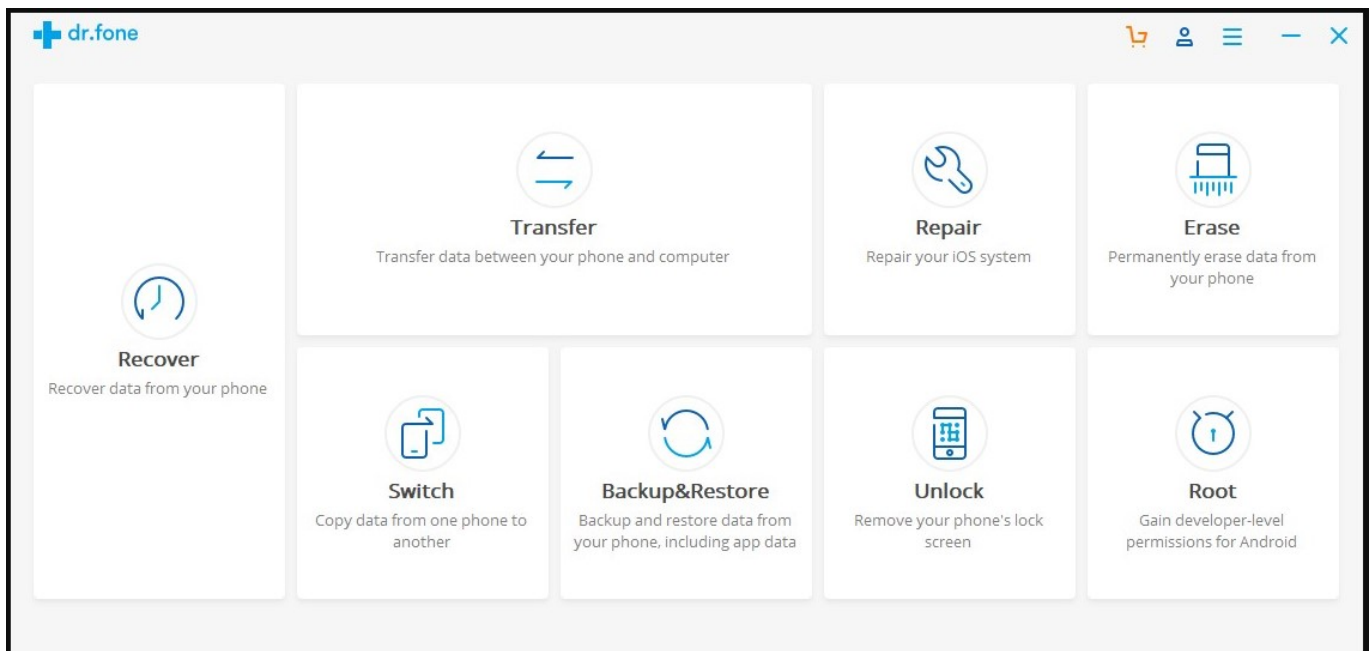 dr.fone
Recover
Recover data from your phone
Transfer
Transfer data between your phone and computer
Repair
Repair your iOS system
Erase
Permanently erase data from
your phone
Switch
Copy data from one phone to
another
Backup&Restore
Backup and restore data from
your phone, including app data
Unlock
Remove your phone's lock
screen
Root
Gain developer-level
permissions for Android